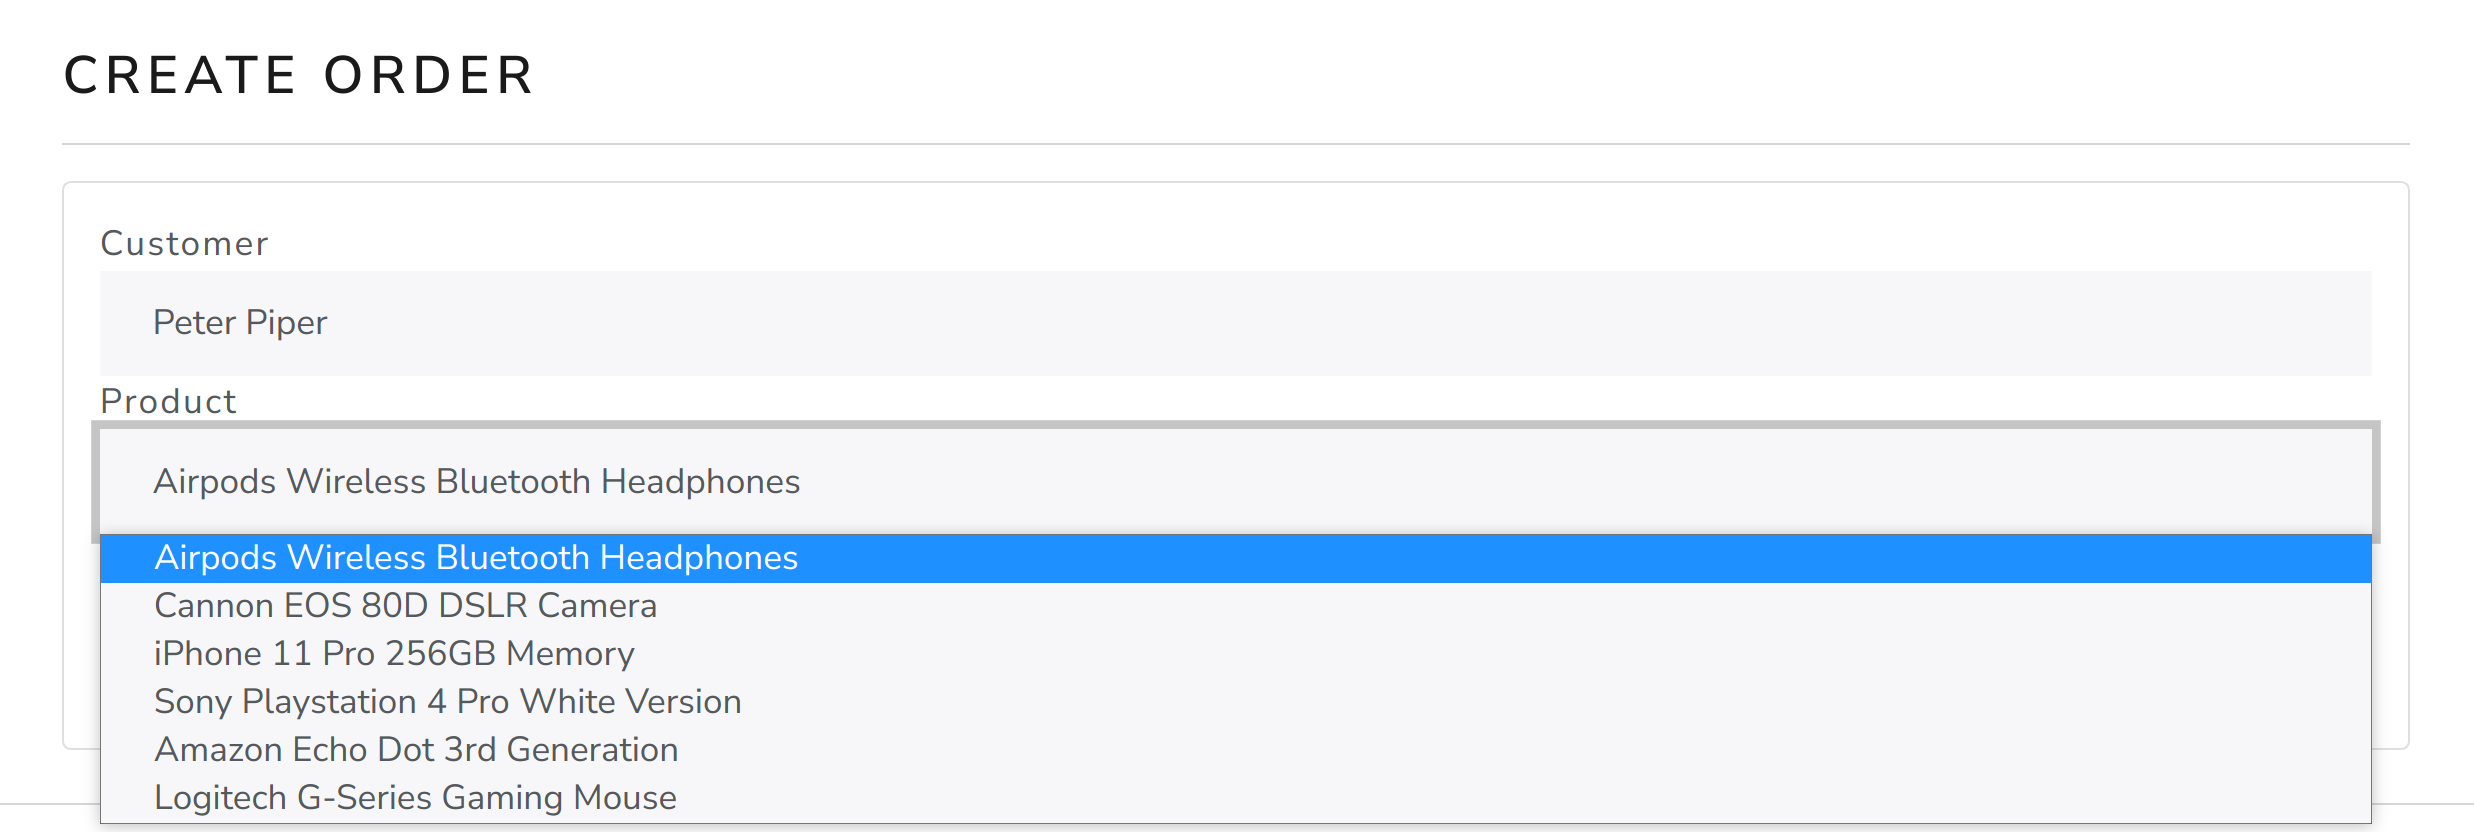 CREATE ORDER
Customer
Peter Piper
Product
Airpods Wireless Bluetooth Headphones
Airpods Wireless Bluetooth Headphones
Cannon EOS 80D DSLR Camera
iPhone 11 Pro 256GB Memory
Sony Playstation 4 Pro White Version
Amazon Echo Dot 3rd Generation
Logitech G-Series Gaming Mouse